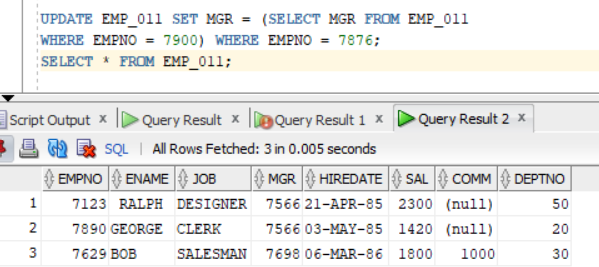 UPDATE EMP_011 SET MGR = (SELECT MGR FROM EMP_011
WHERE EMPNO = 7900) WHERE EMPNO = 7876;
SELECT * FROM EMP_011;
Script Output x Query Result x Query Result 1 x Query Result 2 x
SQL | All Rows Fetched: 3 in 0.005 seconds
EMPNO ENAME JOB MGR HIREDATE SAL COMM DEPTNO
1 7123 RALPH DESIGNER 7566 21-APR-85 2300 (null) 50
2 7890 GEORGE CLERK 7566 03-MAY-85 1420 (null) 20
3 7629 BOB SALESMAN 7698 06-MAR-86 1800 1000 30